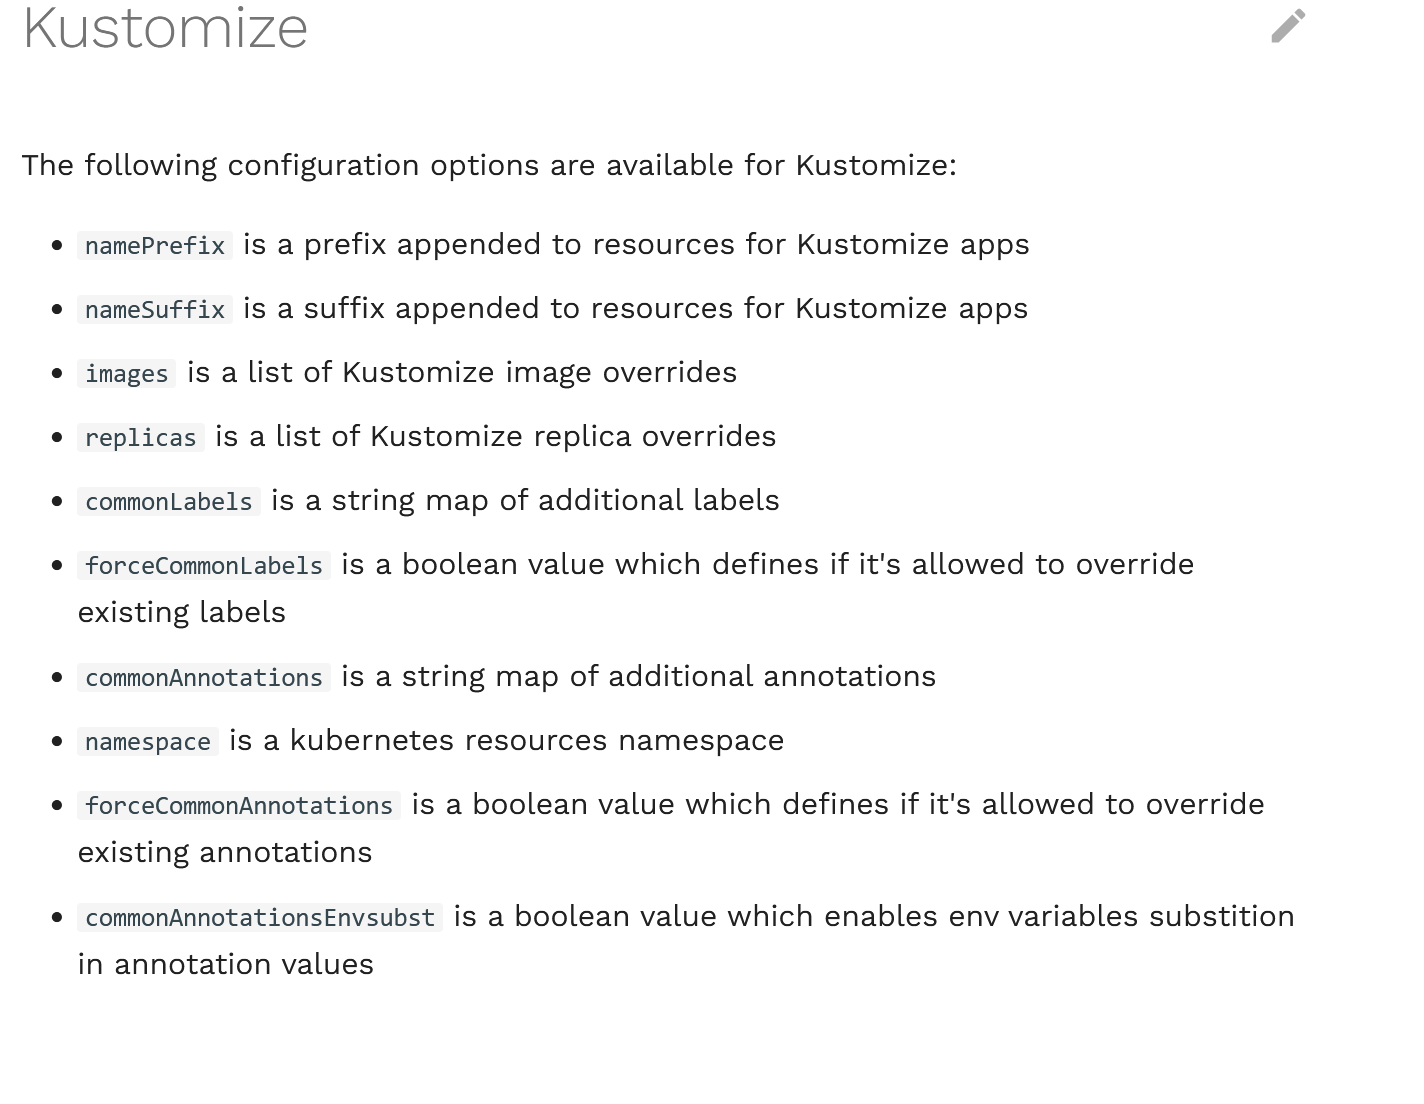 Kustomize
The following configuration options are available for Kustomize:
namePrefix is a prefix appended to resources for Kustomize apps
nameSuffix is a suffix appended to resources for Kustomize apps
images is a list of Kustomize image overrides
replicas is a list of Kustomize replica overrides
commonLabels is a string map of additional labels
forceCommonLabels is a boolean value which defines if it's allowed to override
existing labels
commonAnnotations is a string map of additional annotations
namespace is a kubernetes resources namespace
forceCommonAnnotations is a boolean value which defines if it's allowed to override
existing annotations
commonAnnotationsEnvsubst is a boolean value which enables env variables substition
in annotation values